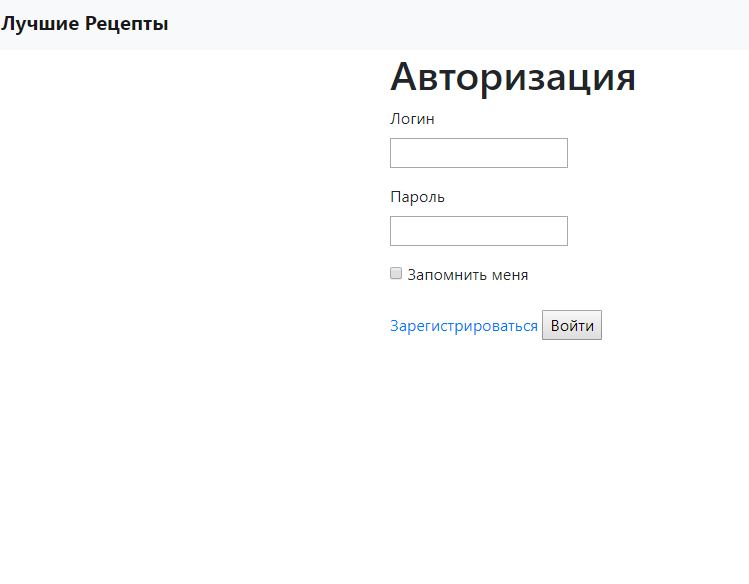 Лучшие Рецепты
Авторизация
Логин
Пароль
Запомнить меня
Зарегистрироваться Войти